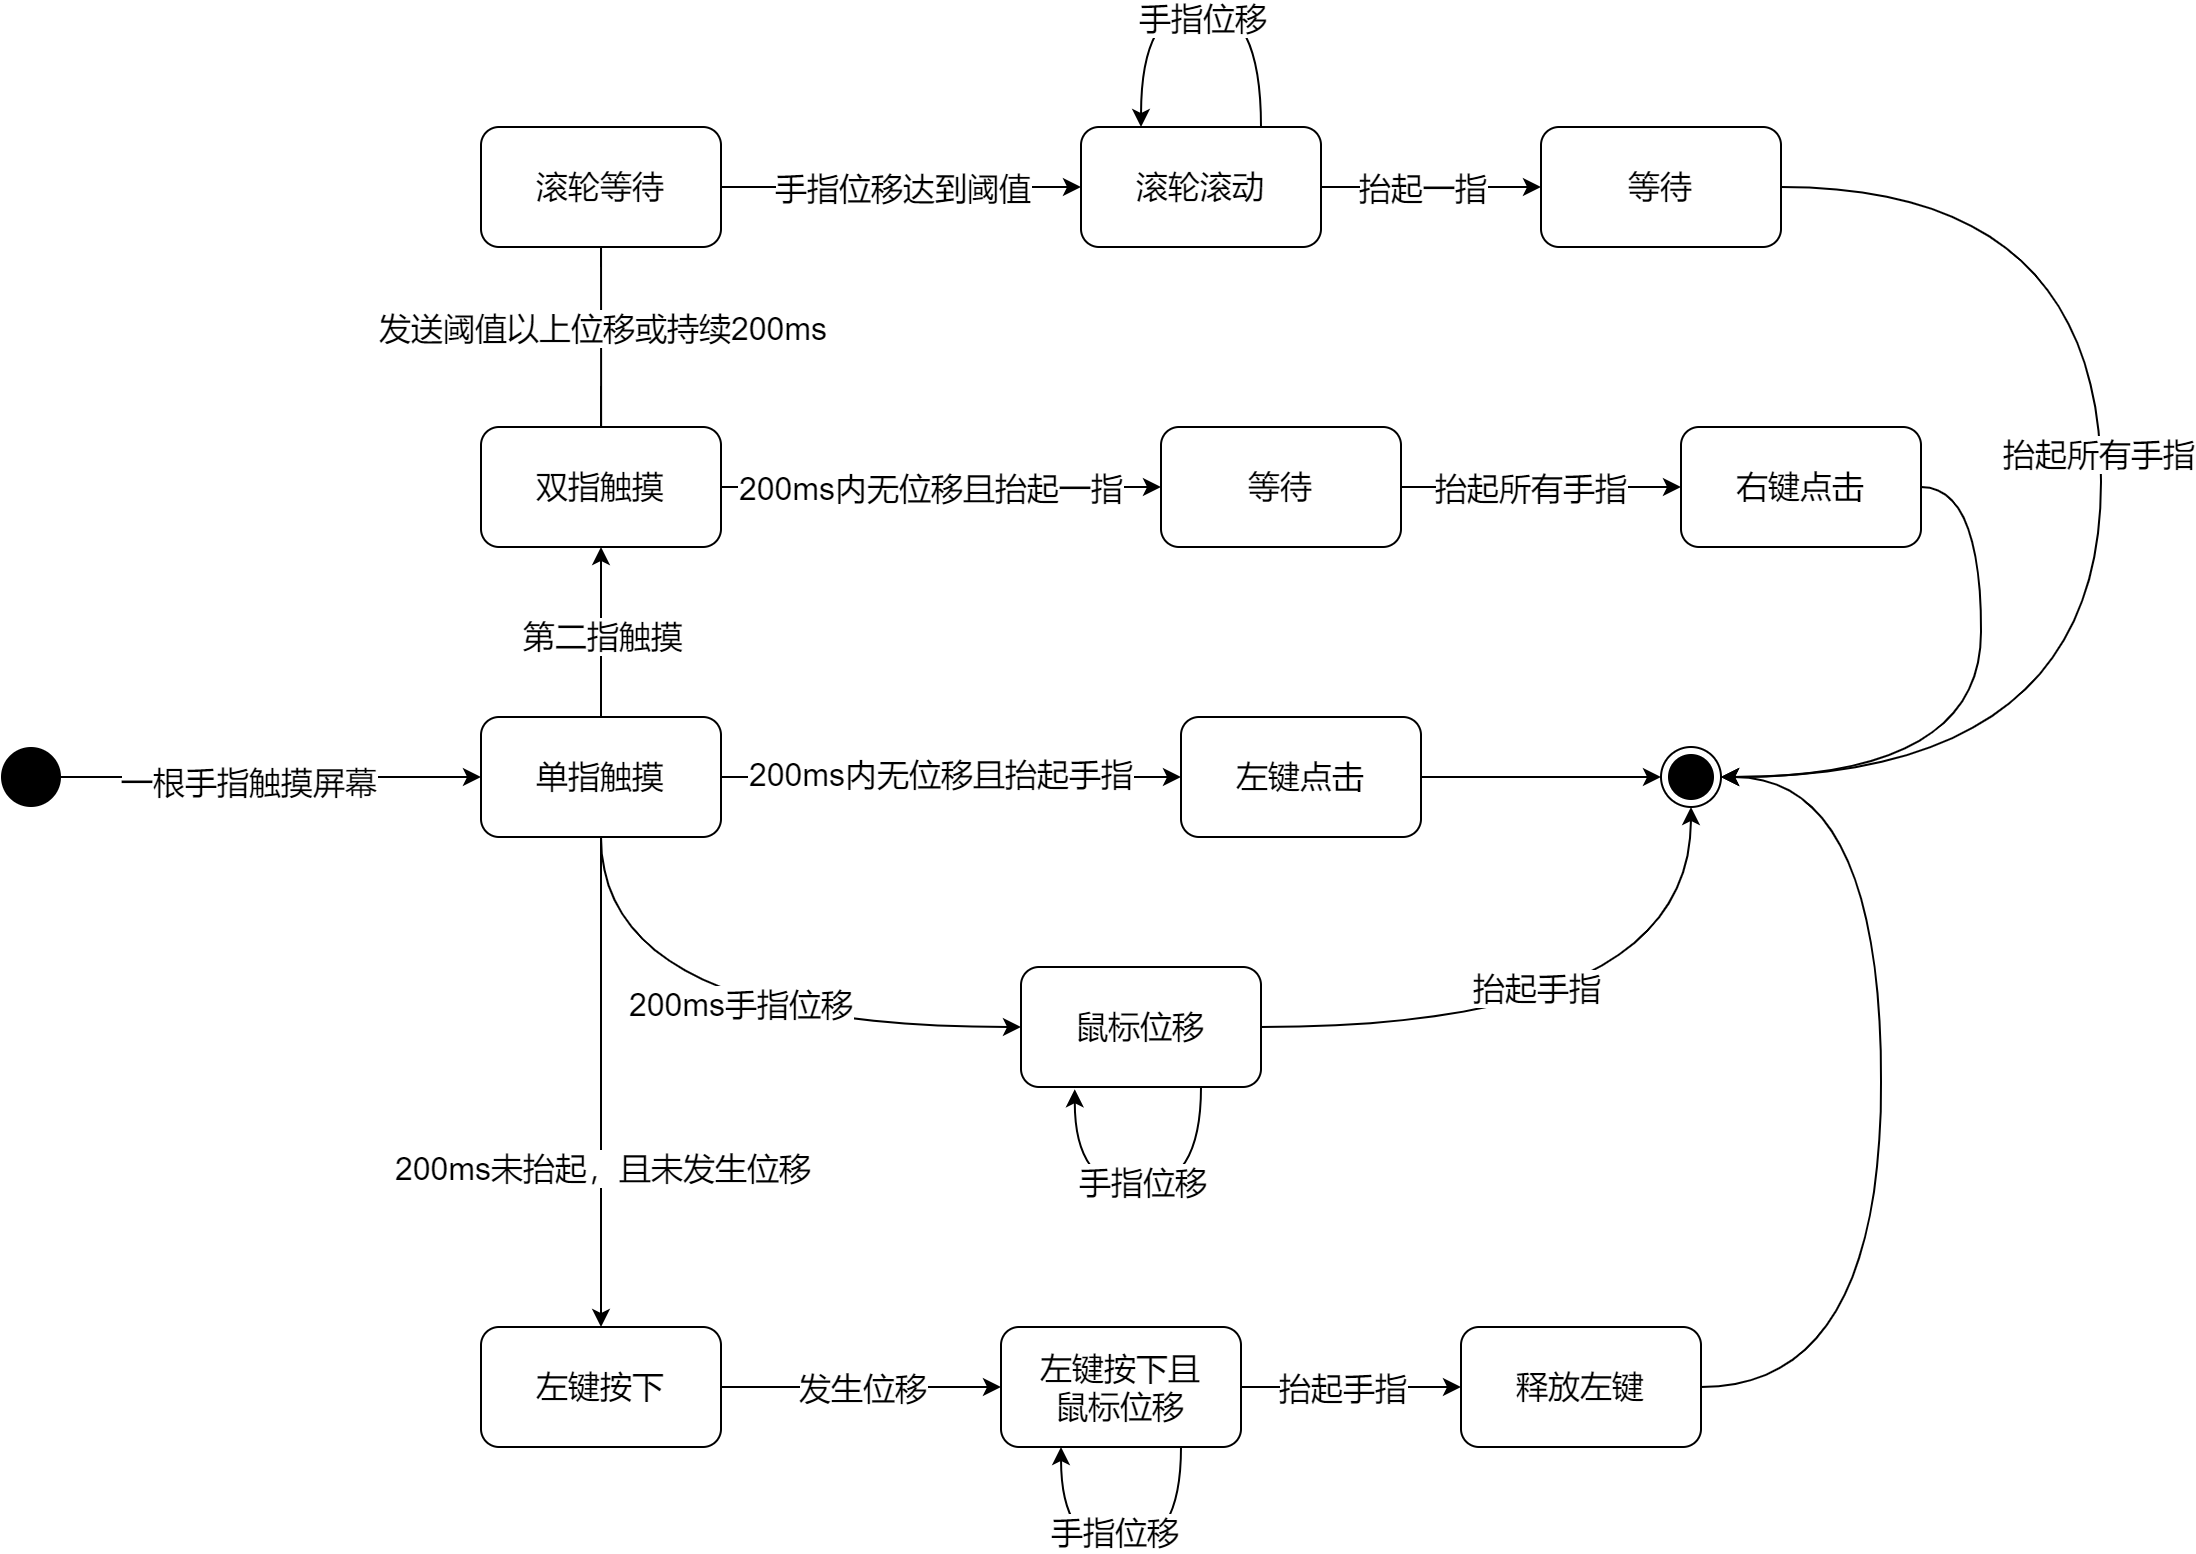 手指位移
滚轮等待
手指位移达到阈值
滚轮滚动
抬起一指
等待
发送阈值以上位移或持续200ms
抬起所有手指
双指触摸
200ms内无位移且抬起一指
等待
抬起所有手指
右键点击
第二指触摸
一根手指触摸屏幕
单指触摸
200ms内无位移且抬起手指
左键点击
200ms手指位移
鼠标位移
抬起手指
200ms未抬起，且未发生位移
手指位移
左键按下
发生位移
左键按下且
鼠标位移
抬起手指
释放左键
手指位移